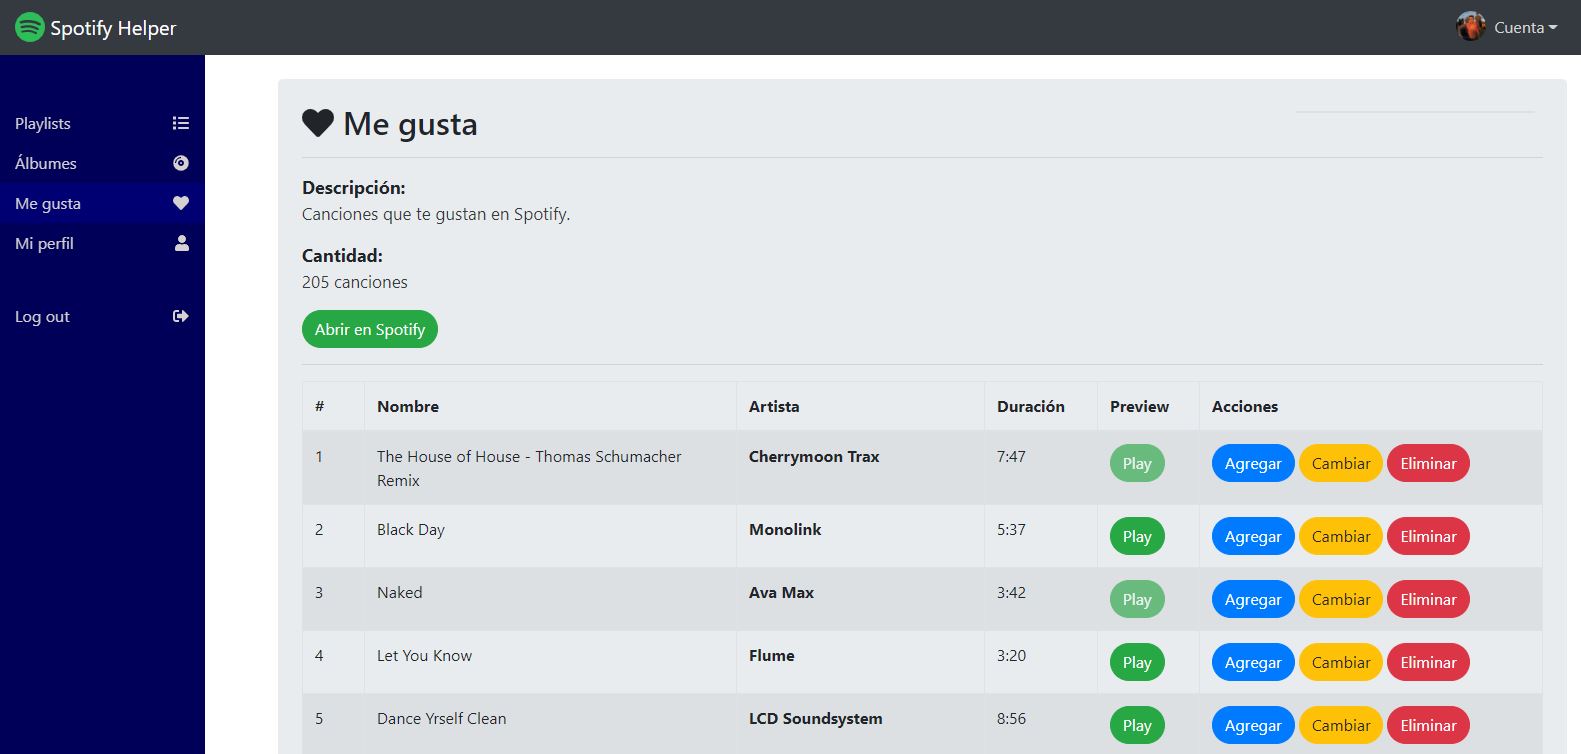 Spotify Helper
Cuenta
Playlists
Álbumes
Me gusta
Mi perfil
Log out
Me gusta
Descripción:
Canciones que te gustan en Spotify.
Cantidad:
205 canciones
Abrir en Spotify
# Nombre Artista Duración Preview Acciones
1 The House of House - Thomas Schumacher Cherrymoon Trax 7:47 Play Agregar Cambiar Eliminar
Remix
2 Black Day Monolink 5:37 Play Agregar Cambiar Eliminar
3 Naked Ava Max 3:42 Play Agregar Cambiar Eliminar
4 Let You Know Flume 3:20 Play Agregar Cambiar Eliminar
5 Dance Yrself Clean LCD Soundsystem 8:56 Play Agregar Cambiar Eliminar